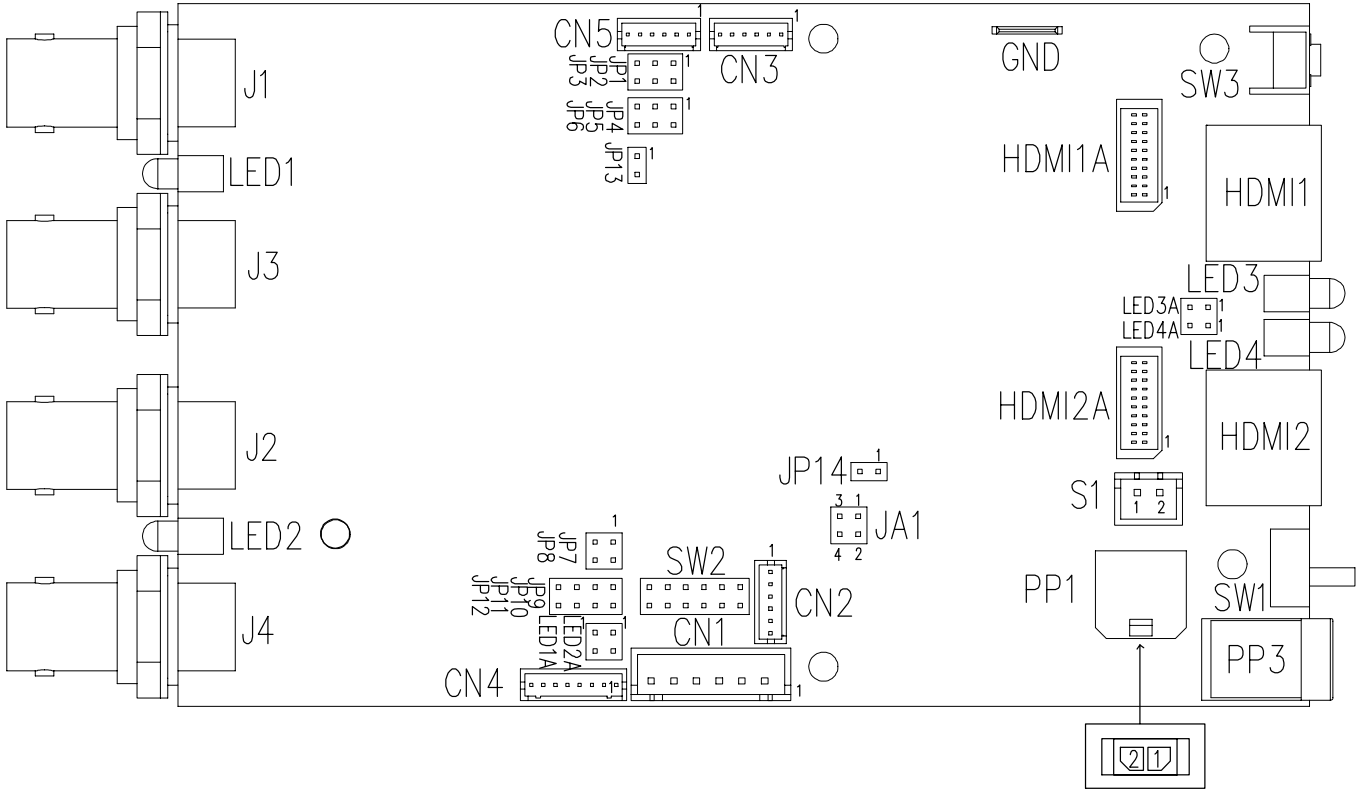 CN5
1
1
CN3
GND
SW3
J1
JP3
JP2
JP1
1
JP6
JP5
JP4
1
JP13
1
HDMI1A
1
HDMI1
LED1
J3
LED3
LED3A
1
LED4A
1
LED4
HDMI2A
1
HDMI2
J2
JP14
1
S1
1 2
3 1
JA1
4 2
LED2
JP8
JP7
1
SW2
1
CN2
PP1
SW1
JP12
JP11
JP10
JP9
J4
LED1A
LED2A
1
1
CN1
PP3
CN4
1
1
2 1